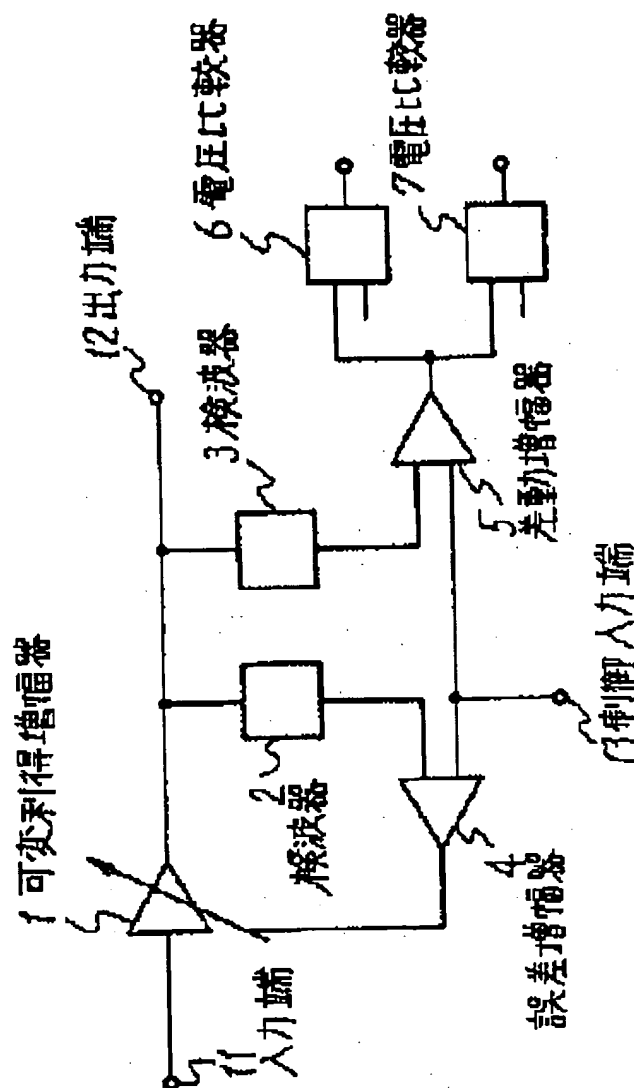 1 可変利得増幅器
11
入力端
12 出力端
3 検波器
2
検波器
6 電圧比較器
7 電圧比較器
5
差動増幅器
4
誤差増幅器
13 制御入力端